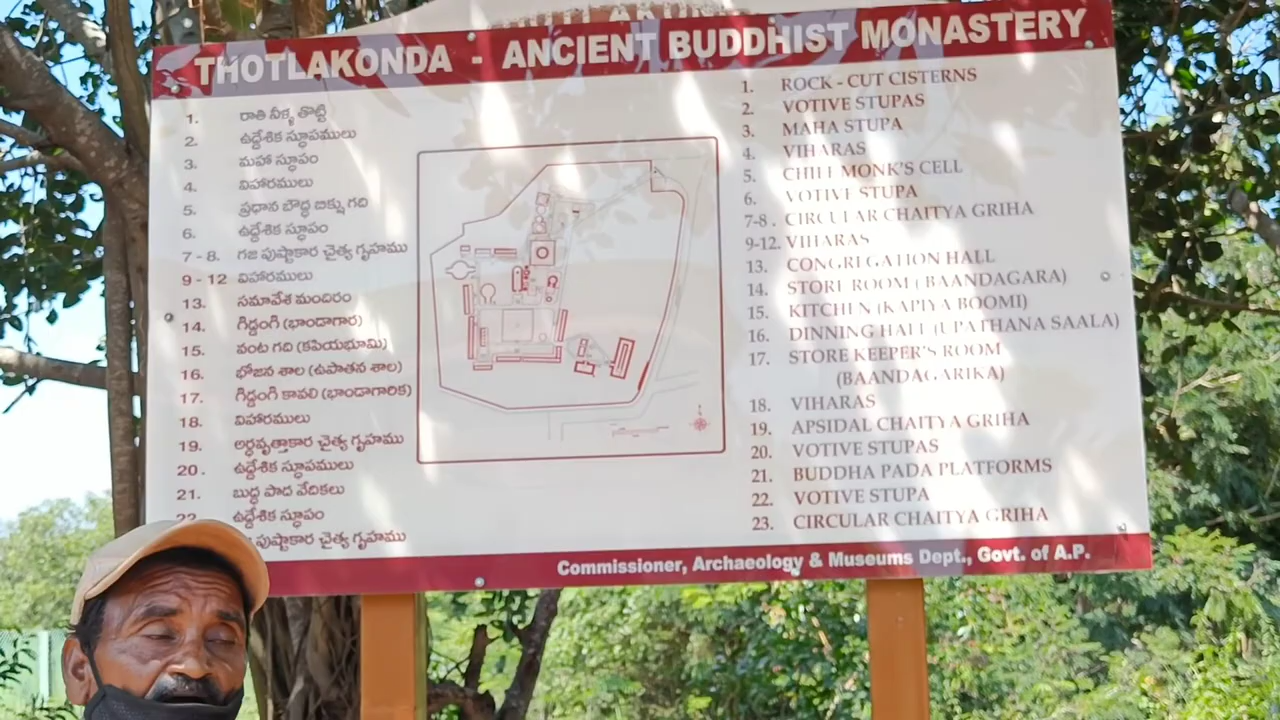 THOTLAKONDA - ANCIENT BUDDHIST MONASTERY
1. రాతి నీళ్ళ తొట్టి
2. ఉద్దేశిక స్థూపములు
3. మహా స్థూపం
4. విహారములు
5. ప్రధాన బౌద్ధ బిక్షు గది
6. ఉద్దేశిక స్థూపం
7 - 8. గజ పుష్టాకార చైత్య గృహము
9 - 12 విహారములు
13. సమావేశ మందిరం
14. గిడ్డంగి (భాండాగార)
15. వంట గది (కపియభూమి)
16. భోజన శాల (ఉపాతన శాల)
17. గిడ్డంగి కావలి (భాండాగారిక)
18. విహారములు
19. అర్ధవృత్తాకార చైత్య గృహము
20. ఉద్దేశిక స్థూపములు
21. బుద్ధ పాద వేదికలు
22. ఉద్దేశిక స్థూపం
పుష్టాకార చైత్య గృహము
1. ROCK - CUT CISTERNS
2. VOTIVE STUPAS
3. MAHA STUPA
4. VIHARAS
5. CHIEF MONK'S CELL
6. VOTIVE STUPA
7-8. CIRCULAR CHAITYA GRIHA
9-12. VIHARAS
13. CONGREGATION HALL
14. STORE ROOM (BAANDAGARA)
15. KITCHEN (KAPIYA BOOMI)
16. DINNING HALL (UPATHANA SAALA)
17. STORE KEEPER'S ROOM
(BAANDAGARIKA)
18. VIHARAS
19. APSIDAL CHAITYA GRIHA
20. VOTIVE STUPAS
21. BUDDHA PADA PLATFORMS
22. VOTIVE STUPA
23. CIRCULAR CHAITYA GRIHA
Commissioner, Archaeology & Museums Dept., Govt. of A.P.